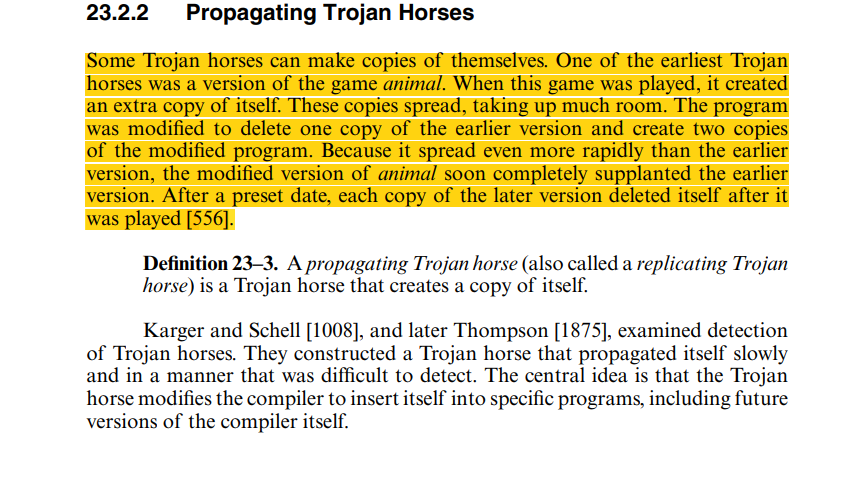 23.2.2 Propagating Trojan Horses
Some Trojan horses can make copies of themselves. One of the earliest Trojan
horses was a version of the game animal. When this game was played, it created
an extra copy of itself. These copies spread, taking up much room. The program
was modified to delete one copy of the earlier version and create two copies
of the modified program. Because it spread even more rapidly than the earlier
version, the modified version of animal soon completely supplanted the earlier
version. After a preset date, each copy of the later version deleted itself after it
was played [556].
Definition 23–3. A propagating Trojan horse (also called a replicating Trojan
horse) is a Trojan horse that creates a copy of itself.
Karger and Schell [1008], and later Thompson [1875], examined detection
of Trojan horses. They constructed a Trojan horse that propagated itself slowly
and in a manner that was difficult to detect. The central idea is that the Trojan
horse modifies the compiler to insert itself into specific programs, including future
versions of the compiler itself.